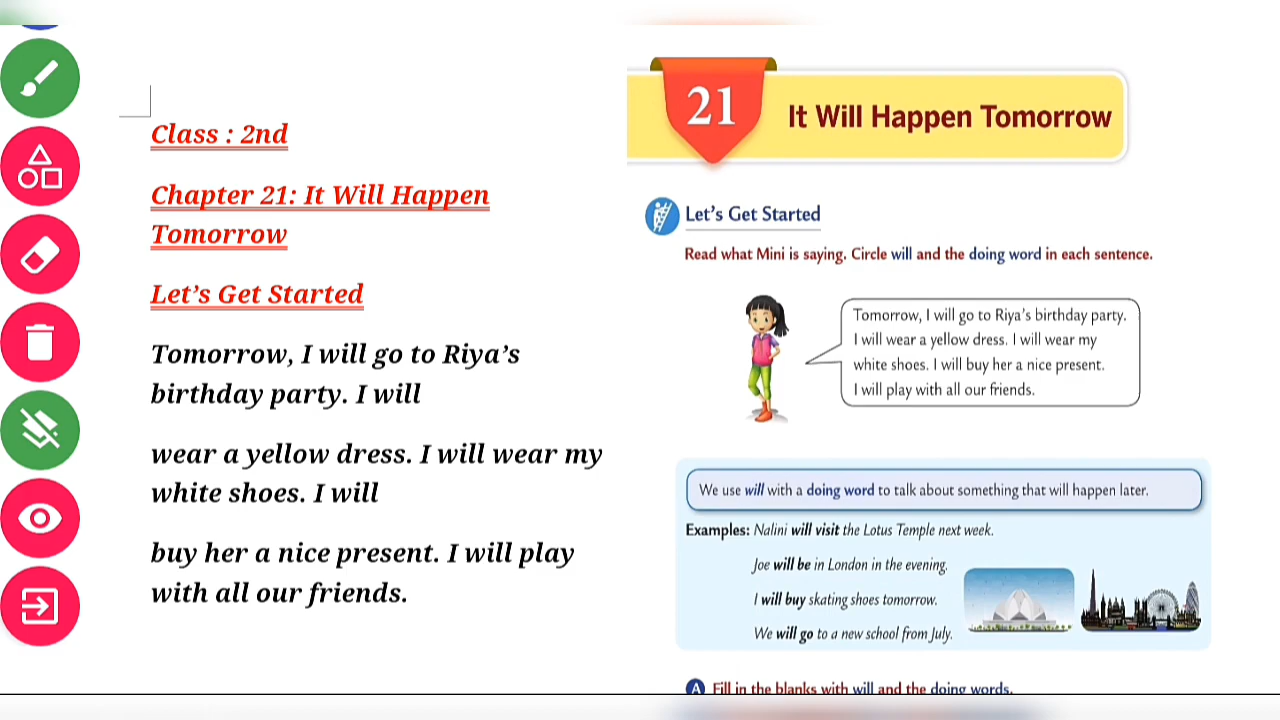 Class : 2nd
Chapter 21: It Will Happen
Tomorrow
Let’s Get Started
Tomorrow, I will go to Riya’s
birthday party. I will
wear a yellow dress. I will wear my
white shoes. I will
buy her a nice present. I will play
with all our friends.
21
It Will Happen Tomorrow
Let’s Get Started
Read what Mini is saying. Circle will and the doing word in each sentence.
Tomorrow, I will go to Riya’s birthday party.
I will wear a yellow dress. I will wear my
white shoes. I will buy her a nice present.
I will play with all our friends.
We use will with a doing word to talk about something that will happen later.
Examples: Nalini will visit the Lotus Temple next week.
Joe will be in London in the evening.
I will buy skating shoes tomorrow.
We will go to a new school from July.
A Fill in the blanks with will and the doing words.